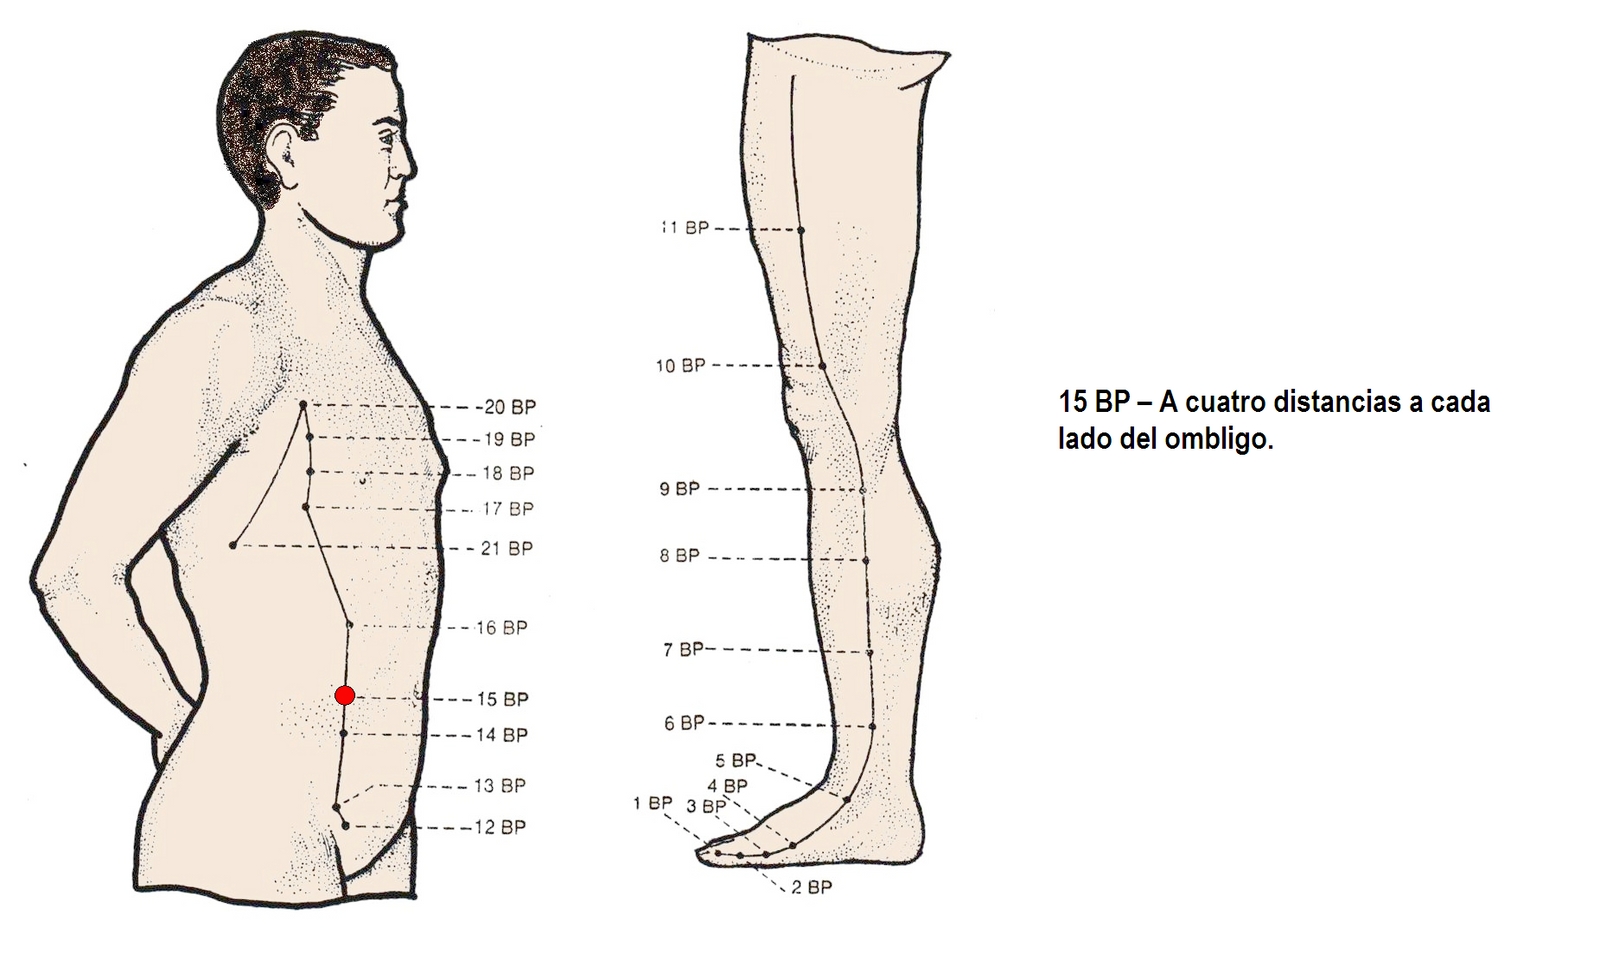 20 BP
19 BP
18 BP
17 BP
21 BP
16 BP
15 BP
14 BP
13 BP
12 BP
11 BP
10 BP
9 BP
8 BP
7 BP
6 BP
5 BP
4 BP
1 BP
3 BP
2 BP
15 BP – A cuatro distancias a cada
lado del ombligo.